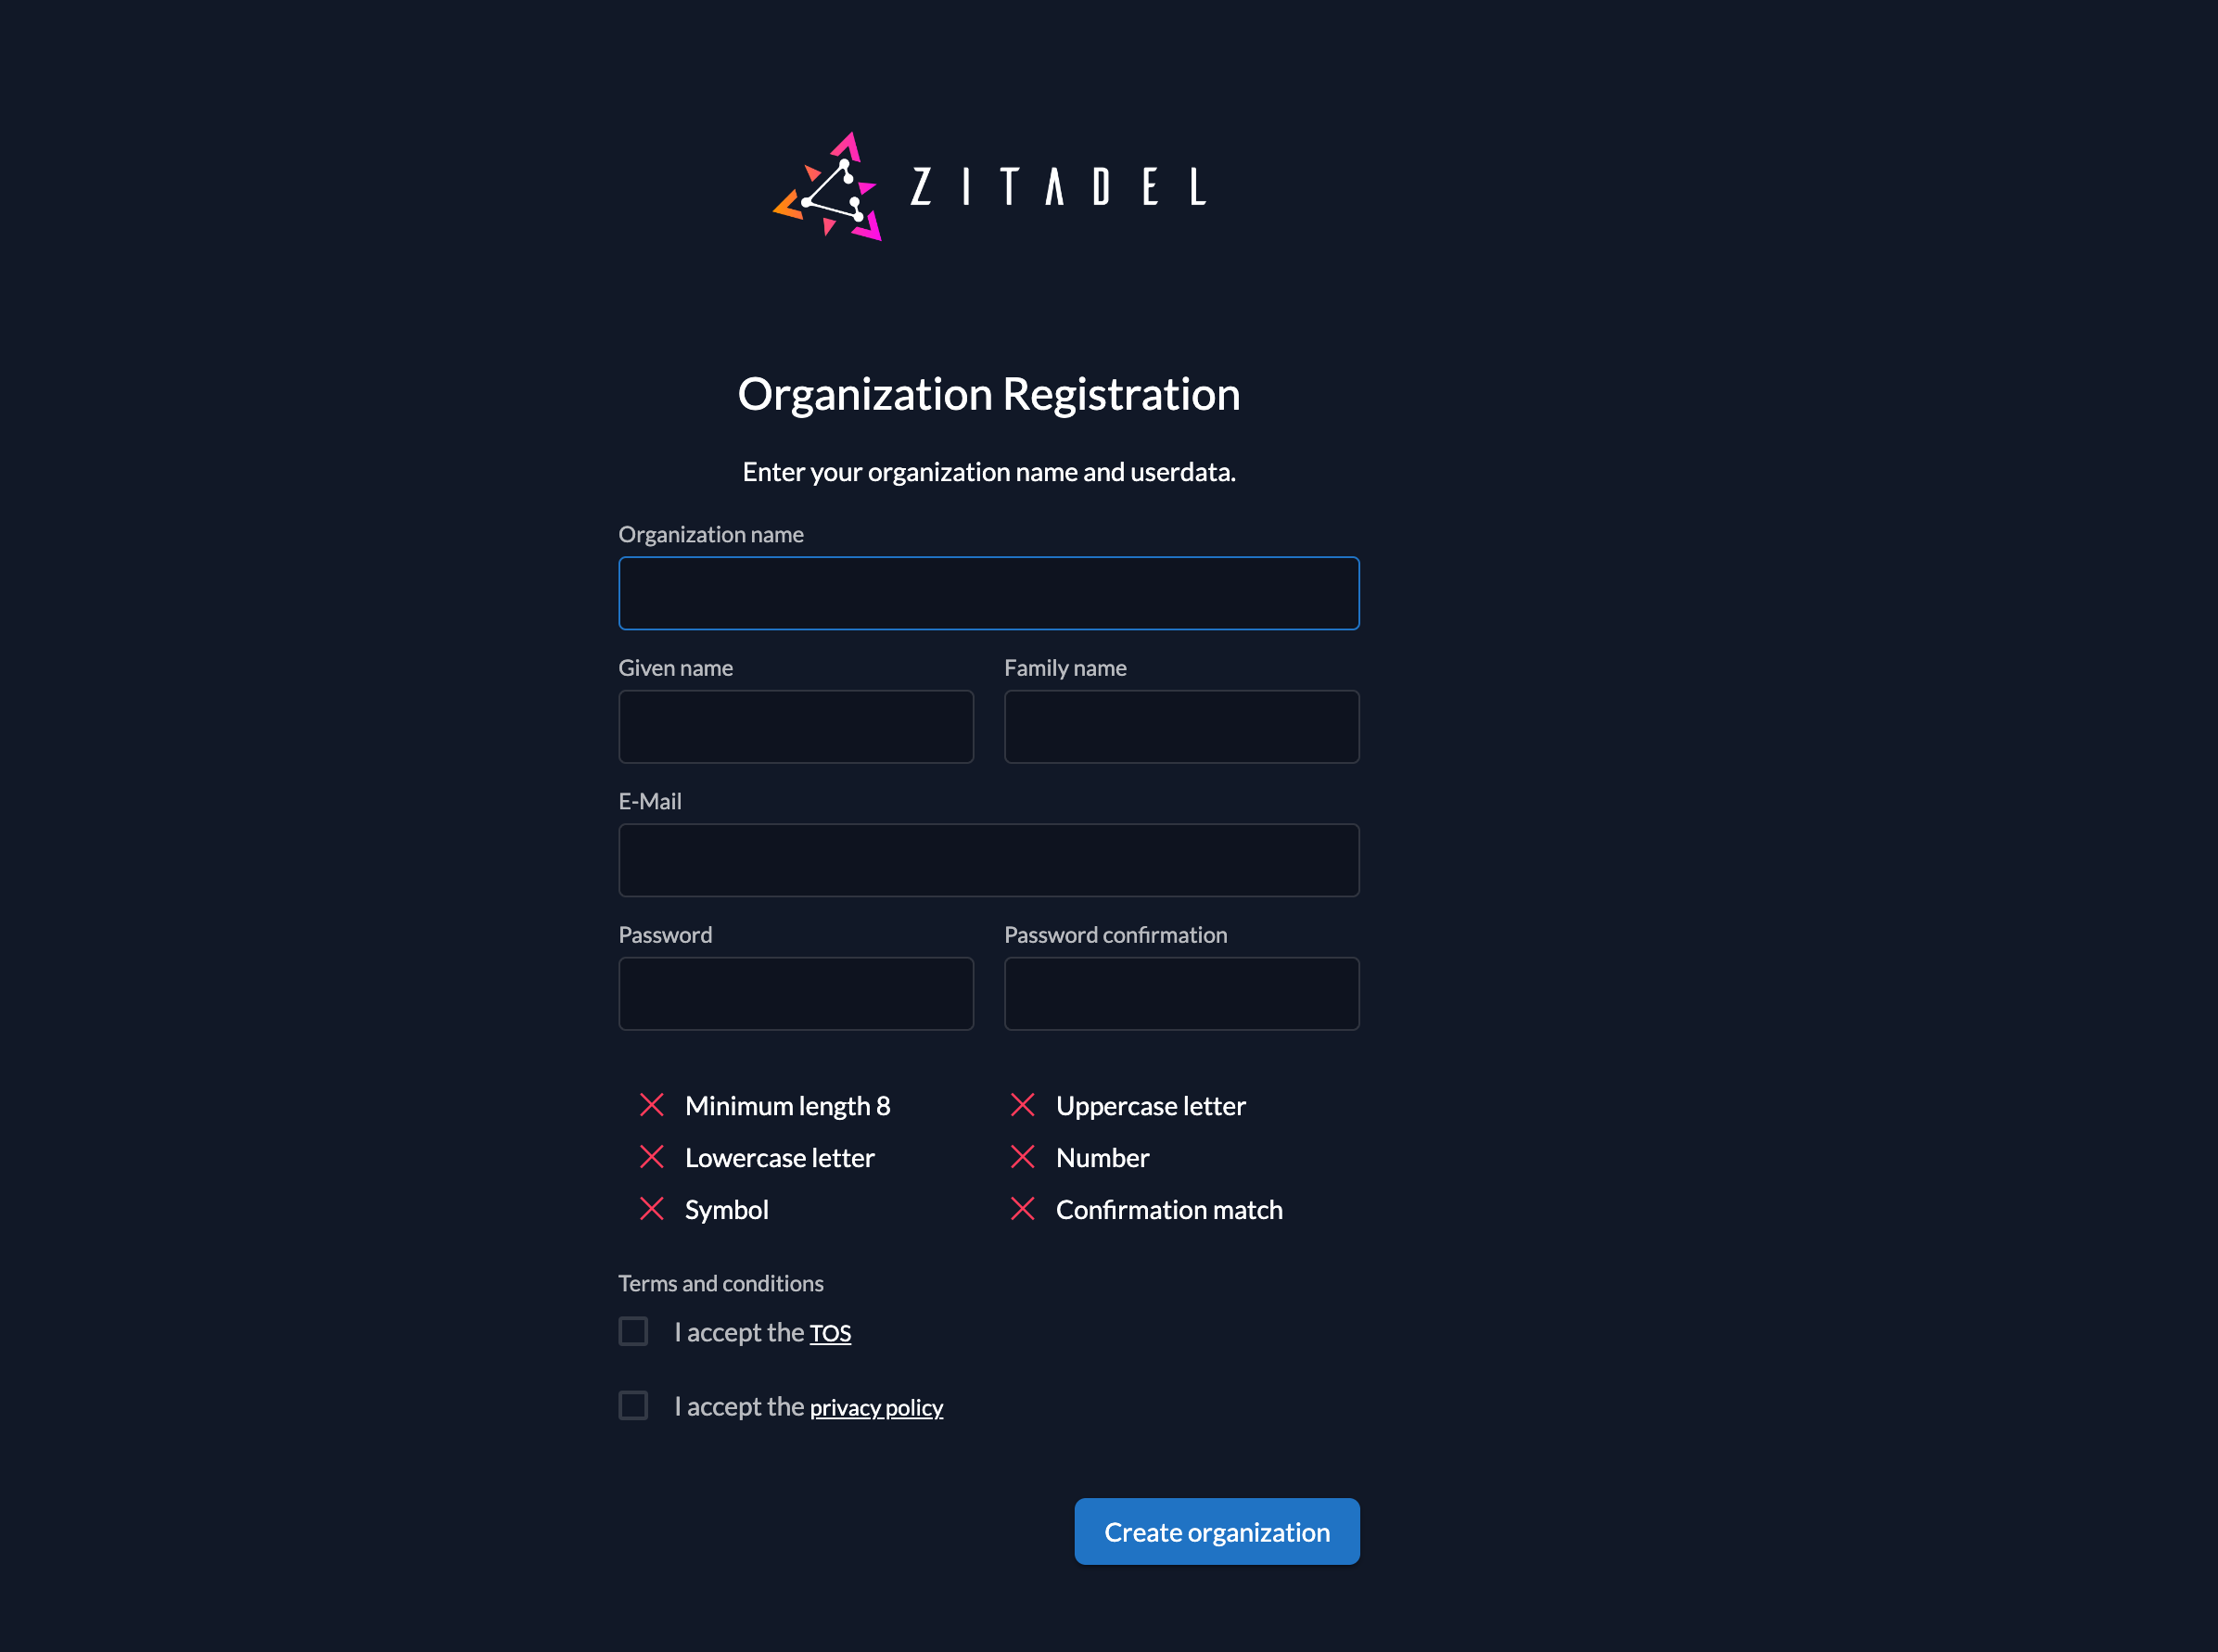 ZITADEL
Organization Registration
Enter your organization name and userdata.
Organization name
Given name Family name
E-Mail
Password Password confirmation
Minimum length 8 Uppercase letter
Lowercase letter Number
Symbol Confirmation match
Terms and conditions
I accept the TOS
I accept the privacy policy
Create organization